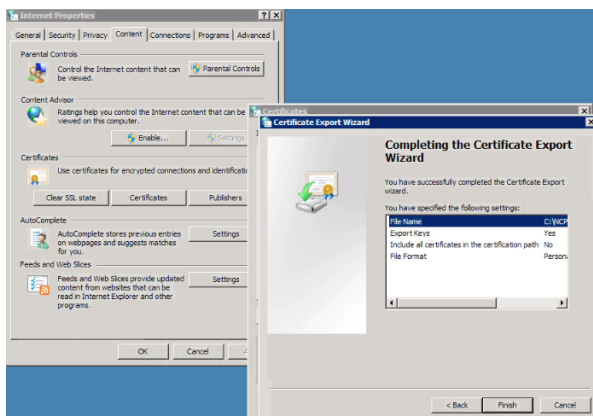 Internet Properties
General Security Privacy Content Connections Programs Advanced
Parental Controls
Control the Internet content that can
be viewed.
Parental Controls
Content Advisor
Ratings help you control the Internet content that can be
viewed on this computer.
Enable...
Settings
Certificates
Use certificates for encrypted connections and identificatio
Clear SSL state
Certificates
Publishers
AutoComplete
AutoComplete stores previous entries
on webpages and suggests matches
for you.
Settings
Feeds and Web Slices
Feeds and Web Slices provide updated
content from websites that can be
read in Internet Explorer and other
programs.
Settings
OK
Cancel
Certificates
Certificate Export Wizard
Completing the Certificate Export
Wizard
You have successfully completed the Certificate Export
wizard.
You have specified the following settings:
File Name C:\NCP
Export Keys Yes
Include all certificates in the certification path No
File Format Person
< Back
Finish
Cancel